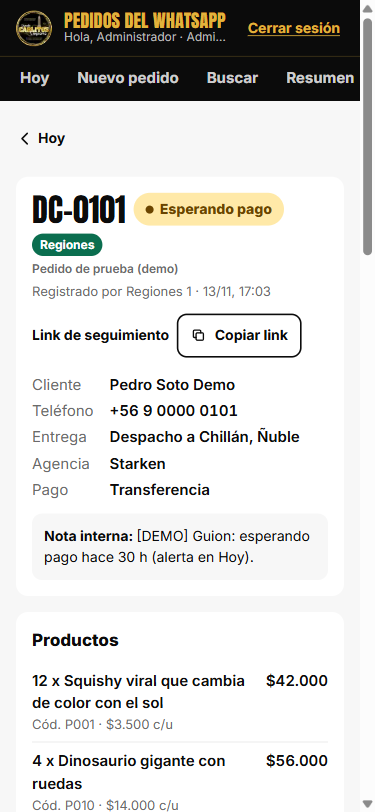 PEDIDOS DEL WHATSAPP
Hola, Administrador · Admi...
Cerrar sesión
Hoy Nuevo pedido Buscar Resumen
Hoy
DC-0101 Esperando pago
Regiones
Pedido de prueba (demo)
Registrado por Regiones 1 · 13/11, 17:03
Link de seguimiento Copiar link
Cliente Pedro Soto Demo
Teléfono +56 9 0000 0101
Entrega Despacho a Chillán, Ñuble
Agencia Starken
Pago Transferencia
Nota interna: [DEMO] Guion: esperando
pago hace 30 h (alerta en Hoy).
Productos
12 x Squishy viral que cambia $42.000
de color con el sol
Cód. P001 · $3.500 c/u
4 x Dinosaurio gigante con $56.000
ruedas
Cód. P010 · $14.000 c/u